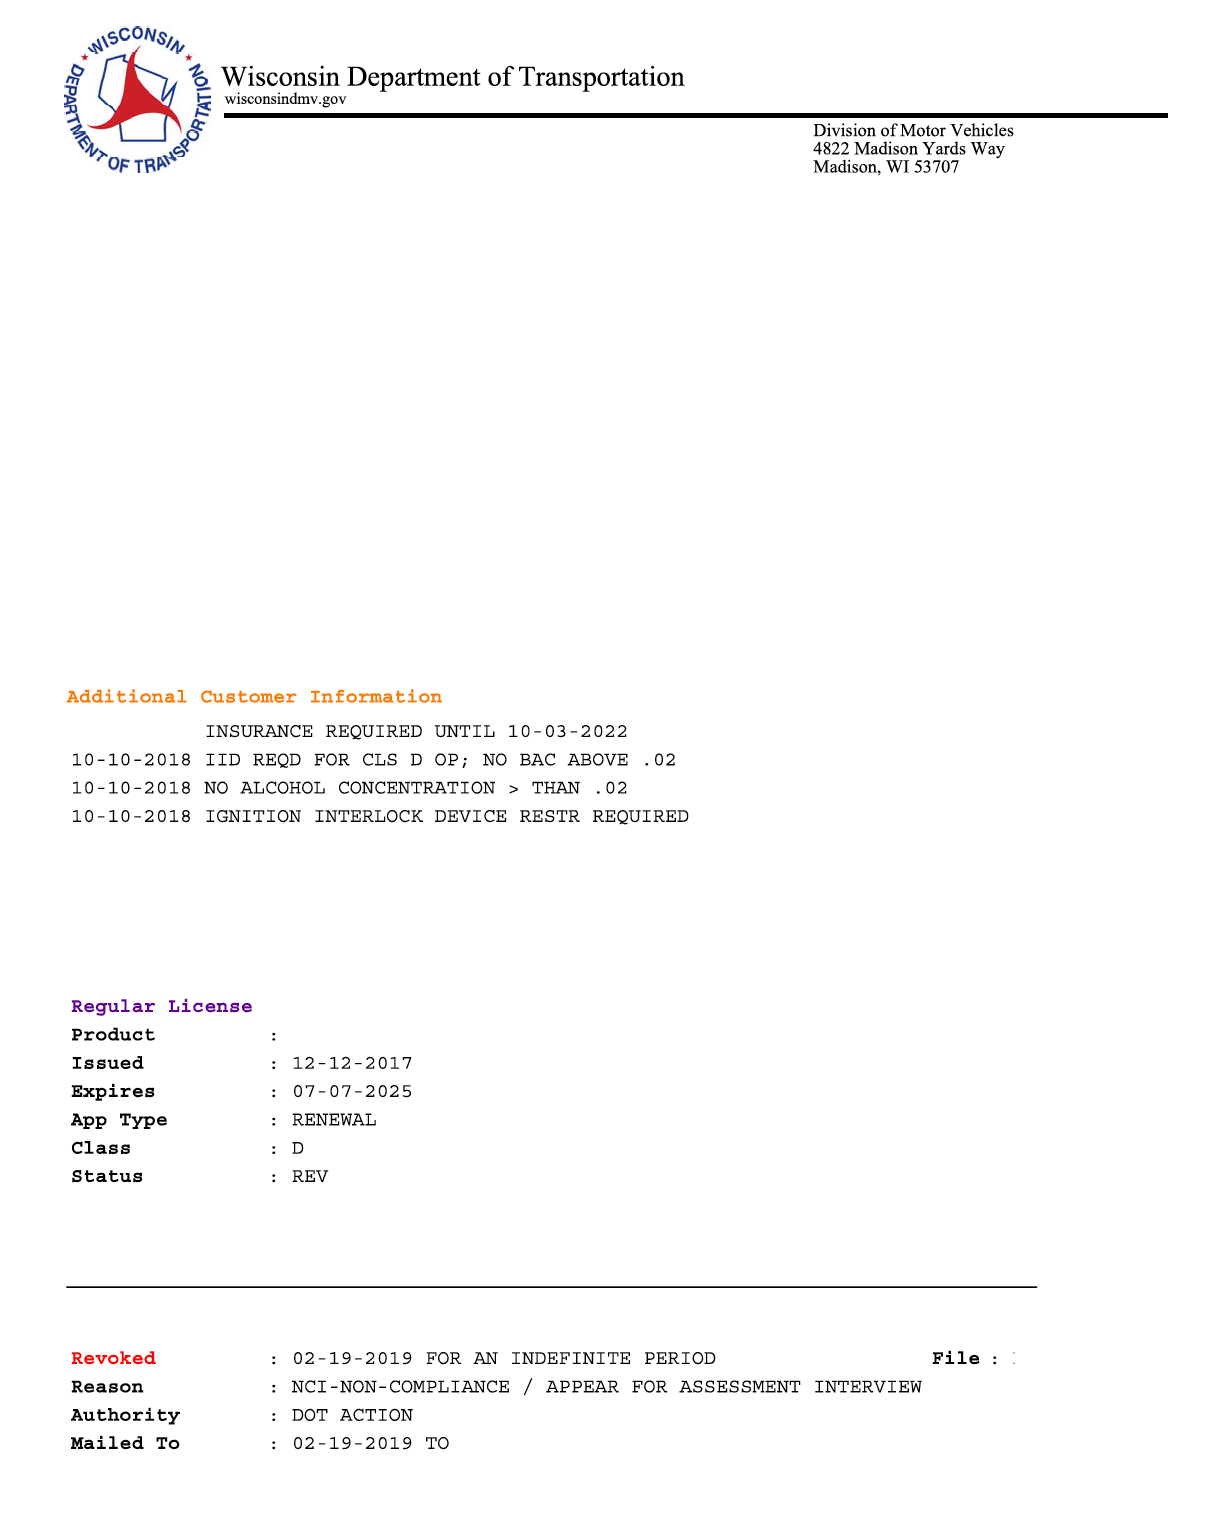 WISCONSIN
DEPARTMENT OF TRANSPORTATION
Wisconsin Department of Transportation
wisconsindmv.gov
Division of Motor Vehicles
4822 Madison Yards Way
Madison, WI 53707
Additional Customer Information
INSURANCE REQUIRED UNTIL 10-03-2022
10-10-2018 IID REQD FOR CLS D OP; NO BAC ABOVE .02
10-10-2018 NO ALCOHOL CONCENTRATION > THAN .02
10-10-2018 IGNITION INTERLOCK DEVICE RESTR REQUIRED
Regular License
Product :
Issued : 12-12-2017
Expires : 07-07-2025
App Type : RENEWAL
Class : D
Status : REV
Revoked : 02-19-2019 FOR AN INDEFINITE PERIOD File :
Reason : NCI-NON-COMPLIANCE / APPEAR FOR ASSESSMENT INTERVIEW
Authority : DOT ACTION
Mailed To : 02-19-2019 TO